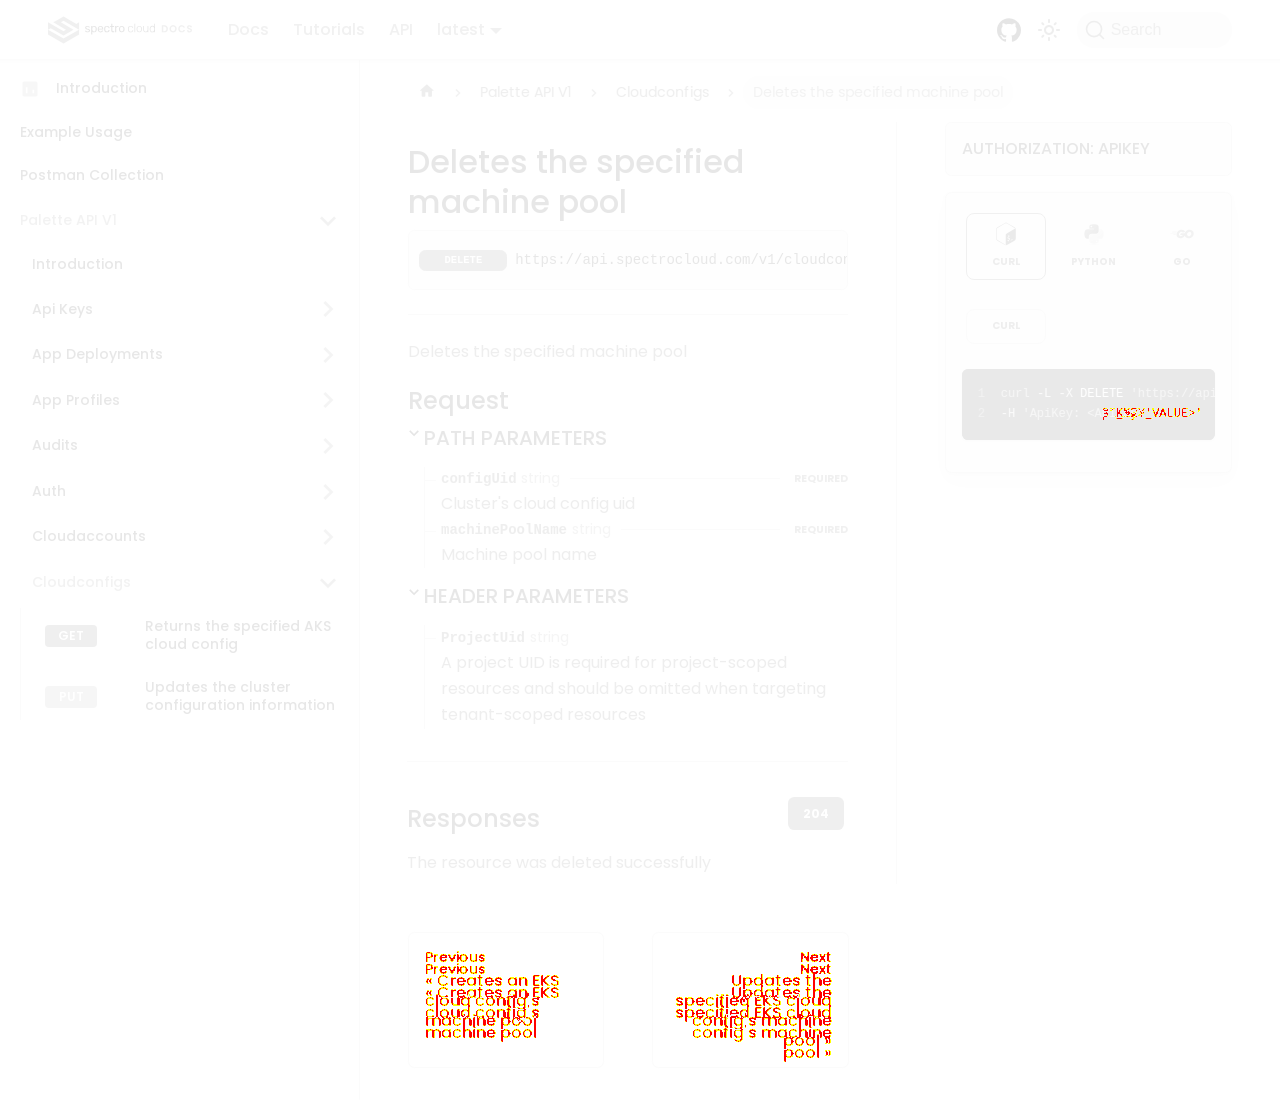 spectro cloud DOCS
Docs Tutorials API latest
Search
Introduction
Example Usage
Postman Collection
Palette API V1
Introduction
Api Keys
App Deployments
App Profiles
Audits
Auth
Cloudaccounts
Cloudconfigs
GET Returns the specified AKS
cloud config
PUT Updates the cluster
configuration information
Palette API V1 Cloudconfigs Deletes the specified machine pool
Deletes the specified
machine pool
DELETE https://api.spectrocloud.com/v1/cloudcon
Deletes the specified machine pool
Request
PATH PARAMETERS
configUid string REQUIRED
Cluster's cloud config uid
machinePoolName string REQUIRED
Machine pool name
HEADER PARAMETERS
ProjectUid string
A project UID is required for project-scoped
resources and should be omitted when targeting
tenant-scoped resources
Responses
204
The resource was deleted successfully
Previous
« Creates an EKS
cloud config's
machine pool
Next
Updates the
specified EKS cloud
config's machine
pool »
AUTHORIZATION: APIKEY
CURL PYTHON GO
CURL
1 curl -L -X DELETE 'https://api
2 -H 'ApiKey: